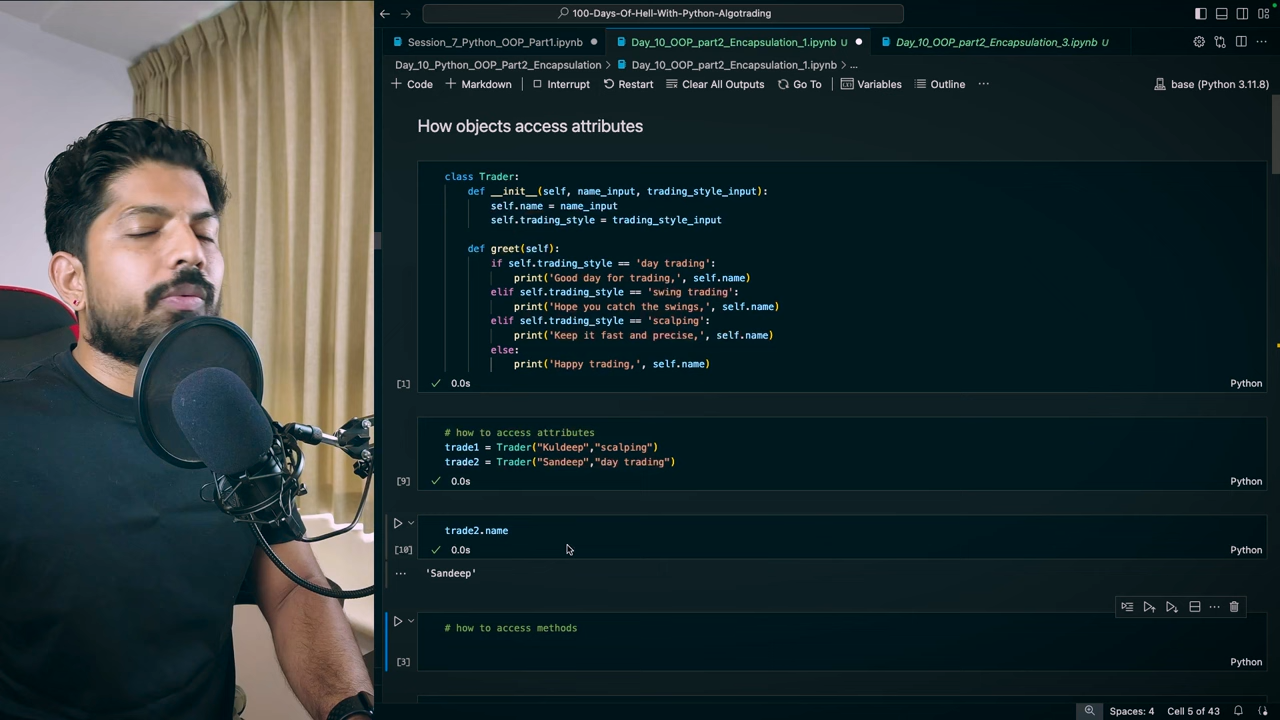 100-Days-Of-Hell-With-Python-Algotrading
Session_7_Python_OOP_Part1.ipynb
Day_10_OOP_part2_Encapsulation_1.ipynb U
Day_10_OOP_part2_Encapsulation_3.ipynb U
Day_10_Python_OOP_Part2_Encapsulation > Day_10_OOP_part2_Encapsulation_1.ipynb > ...
+ Code + Markdown Interrupt Restart Clear All Outputs Go To Variables Outline ... base (Python 3.11.8)
How objects access attributes
class Trader:
def __init__(self, name_input, trading_style_input):
self.name = name_input
self.trading_style = trading_style_input
def greet(self):
if self.trading_style == 'day trading':
print('Good day for trading,', self.name)
elif self.trading_style == 'swing trading':
print('Hope you catch the swings,', self.name)
elif self.trading_style == 'scalping':
print('Keep it fast and precise,', self.name)
else:
print('Happy trading,', self.name)
[1] 0.0s Python
# how to access attributes
trade1 = Trader("Kuldeep","scalping")
trade2 = Trader("Sandeep","day trading")
[9] 0.0s Python
trade2.name
[10] 0.0s Python
... 'Sandeep'
# how to access methods
[3] Python
Spaces: 4 Cell 5 of 43